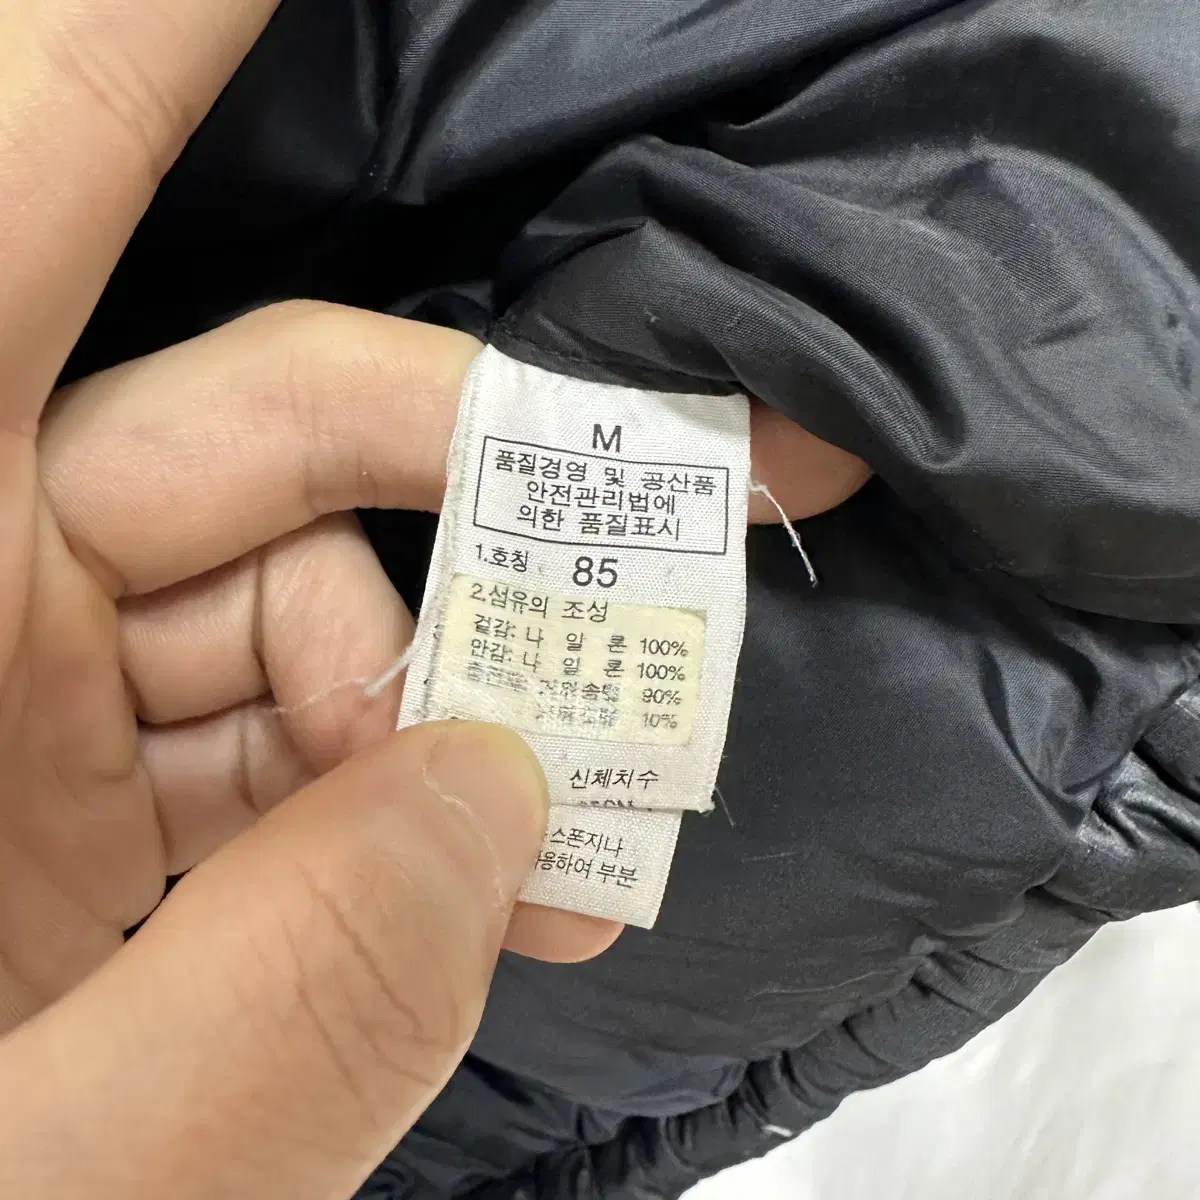 M
품질경영 및 공산품
안전관리법에
의한 품질표시
1.호칭 85
2.섬유의 조성
겉감: 나 일 론 100%
안감: 나 일 론 100%
90%
10%
신체치수
스폰지나
사용하여 부분